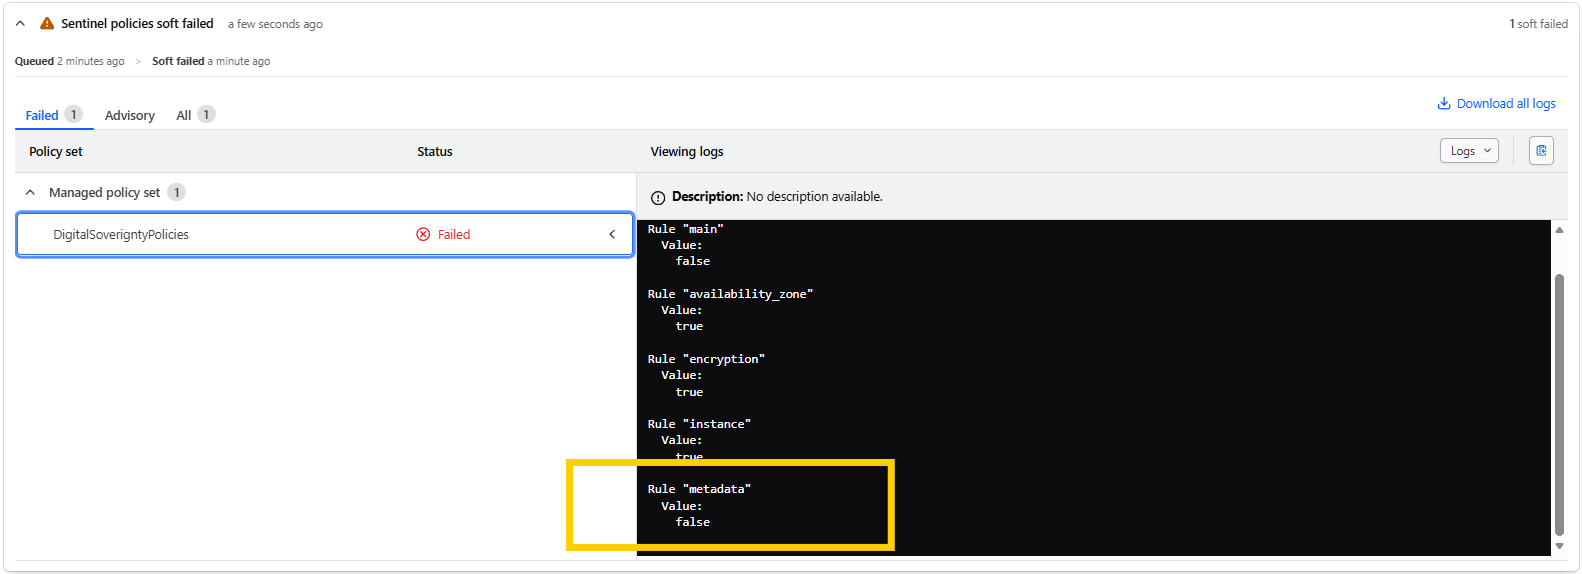 Sentinel policies soft failed a few seconds ago 1 soft failed
Queued 2 minutes ago > Soft failed a minute ago
Failed 1 Advisory All 1 Download all logs
Policy set Status Viewing logs Logs
Managed policy set 1
Description: No description available.
DigitalSoverigntyPolicies Failed
Rule "main"
Value:
false
Rule "availability_zone"
Value:
true
Rule "encryption"
Value:
true
Rule "instance"
Value:
true
Rule "metadata"
Value:
false